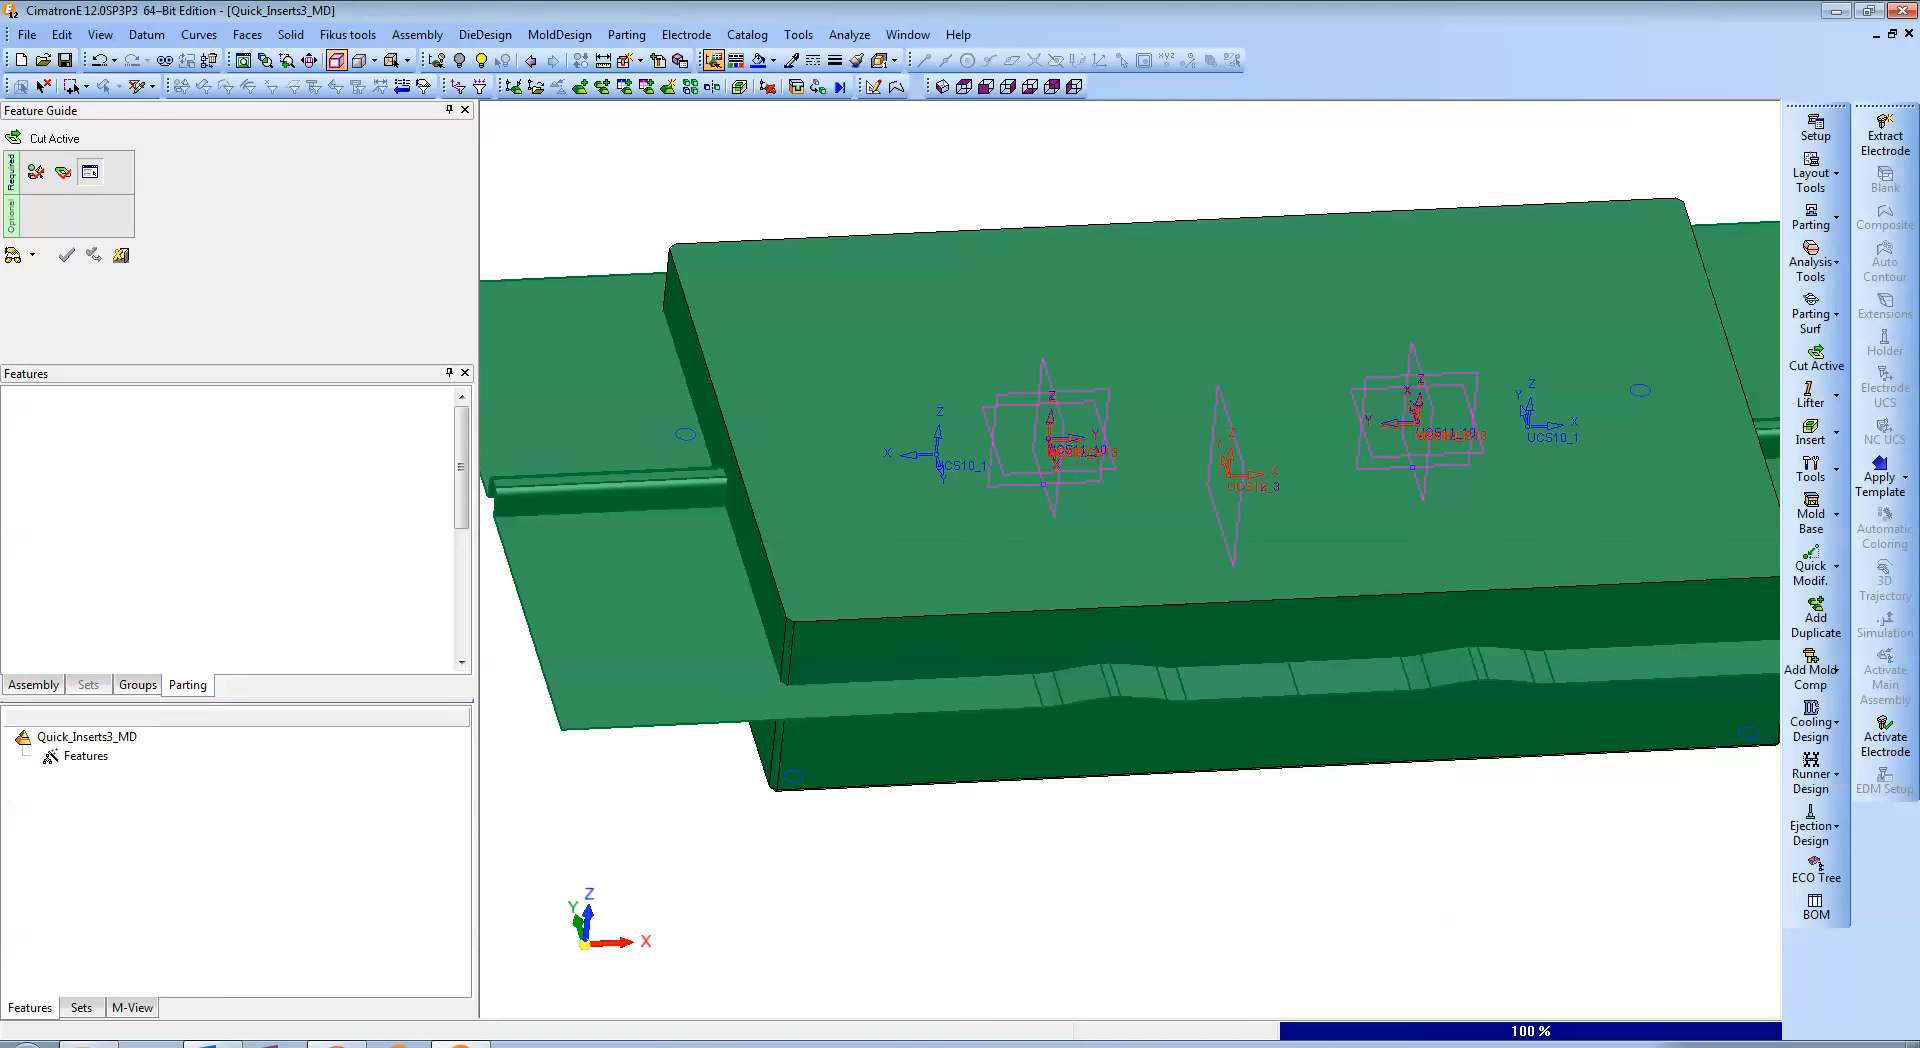 CimatronE 12.0SP3P3 64–Bit Edition - [Quick_Inserts3_MD]
File Edit View Datum Curves Faces Solid Fikus tools Assembly DieDesign MoldDesign Parting Electrode Catalog Tools Analyze Window Help
Feature Guide
Cut Active
Required
Optional
Features
Assembly Sets Groups Parting
Quick_Inserts3_MD
Features
Features Sets M-View
Z
X
UCS10_1
Y
Z
Y
X
Z
X
Y
Z
Y
X
UCS10_1
Z
Y
X
100 %
Setup
Layout
Tools
Parting
Analysis
Tools
Parting
Surf
Cut Active
Lifter
Insert
Tools
Mold
Base
Quick
Modif.
Add
Duplicate
Add Mold
Comp
Cooling
Design
Runner
Design
Ejection
Design
ECO Tree
BOM
Extract
Electrode
Blank
Composite
Auto
Contour
Extensions
Holder
Electrode
UCS
NC UCS
Apply
Template
Automatic
Coloring
3D
Trajectory
Simulation
Activate
Main
Assembly
Activate
Electrode
EDM Setup